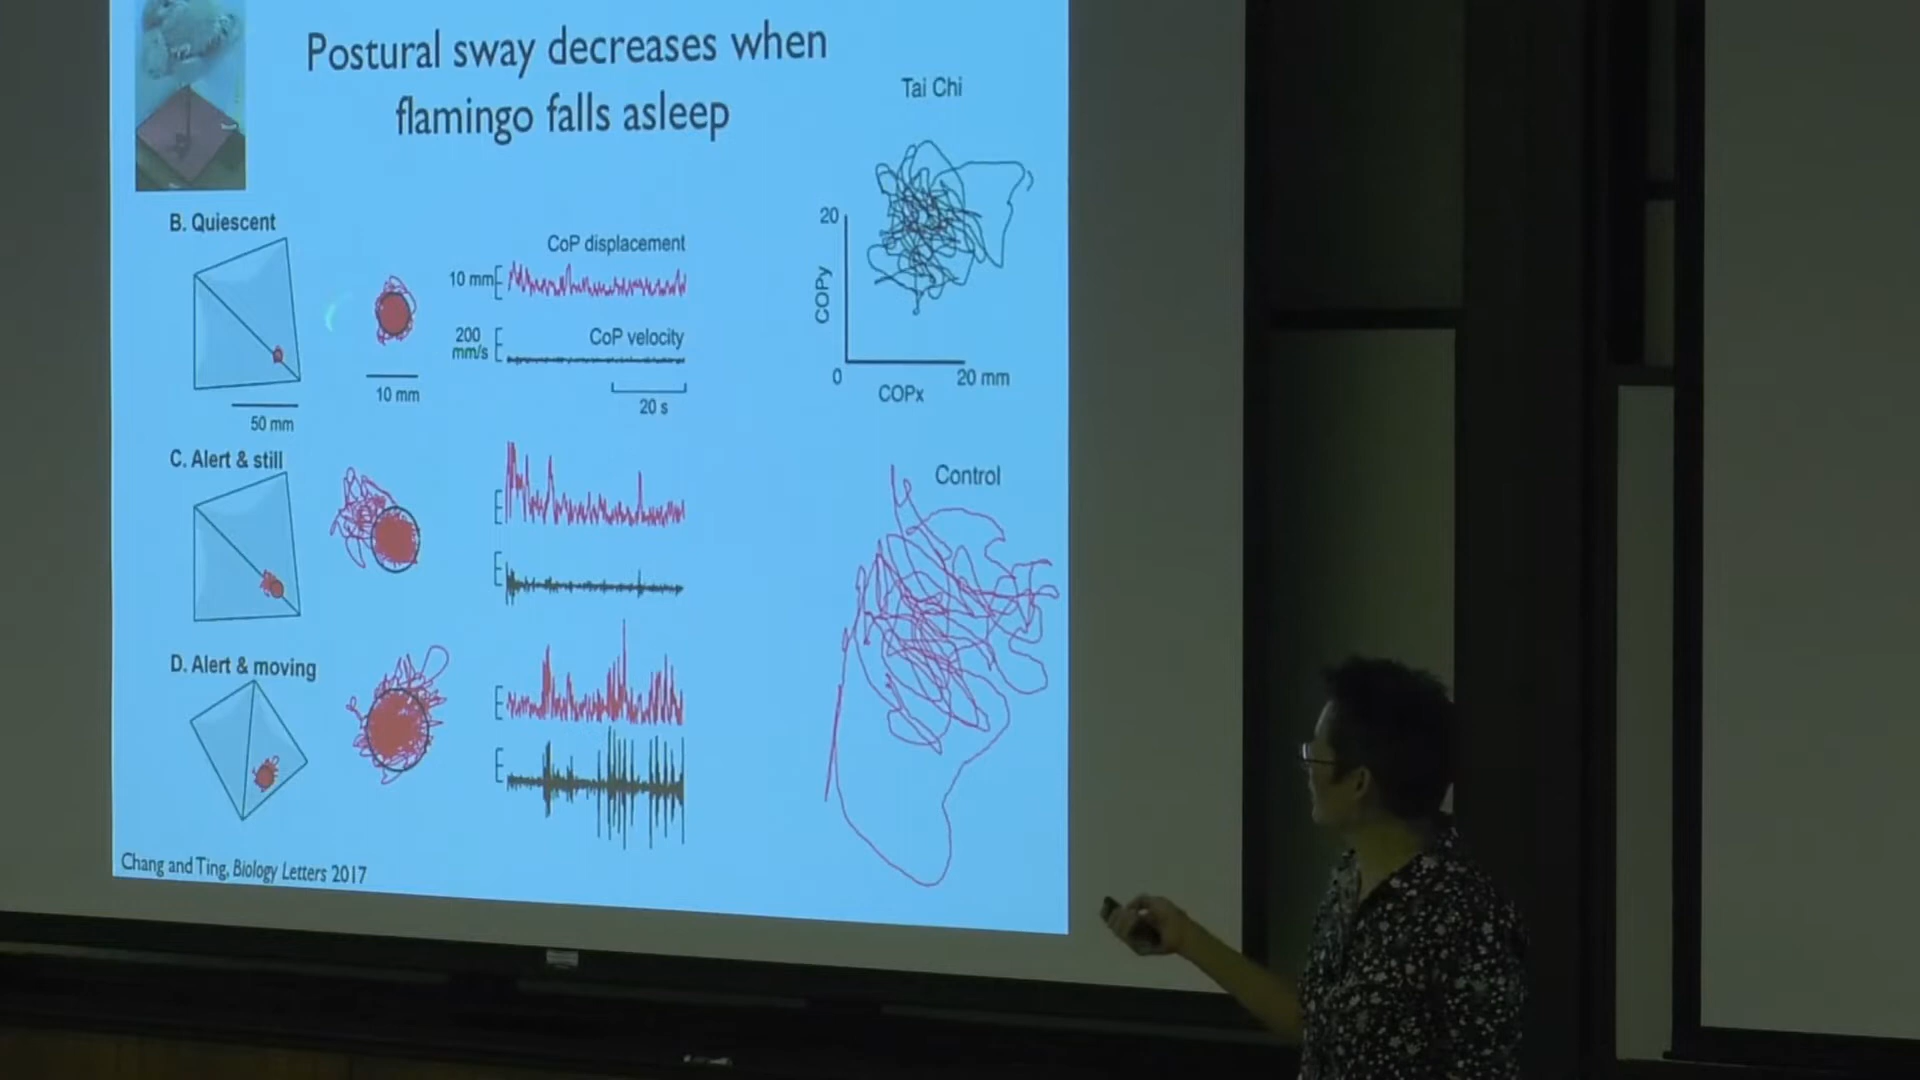 Postural sway decreases when
flamingo falls asleep
B. Quiescent
50 mm
10 mm
CoP displacement
10 mm
200
mm/s
CoP velocity
20 s
C. Alert & still
D. Alert & moving
Tai Chi
20
COPy
0
20 mm
COPx
Control
Chang and Ting, Biology Letters 2017